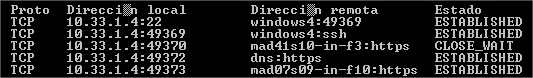 Proto Dirección local Dirección remota Estado
TCP 10.33.1.4:22 windows4:49369 ESTABLISHED
TCP 10.33.1.4:49369 windows4:ssh ESTABLISHED
TCP 10.33.1.4:49370 mad41s10-in-f3:https CLOSE_WAIT
TCP 10.33.1.4:49372 dns:https ESTABLISHED
TCP 10.33.1.4:49373 mad07s09-in-f10:https ESTABLISHED